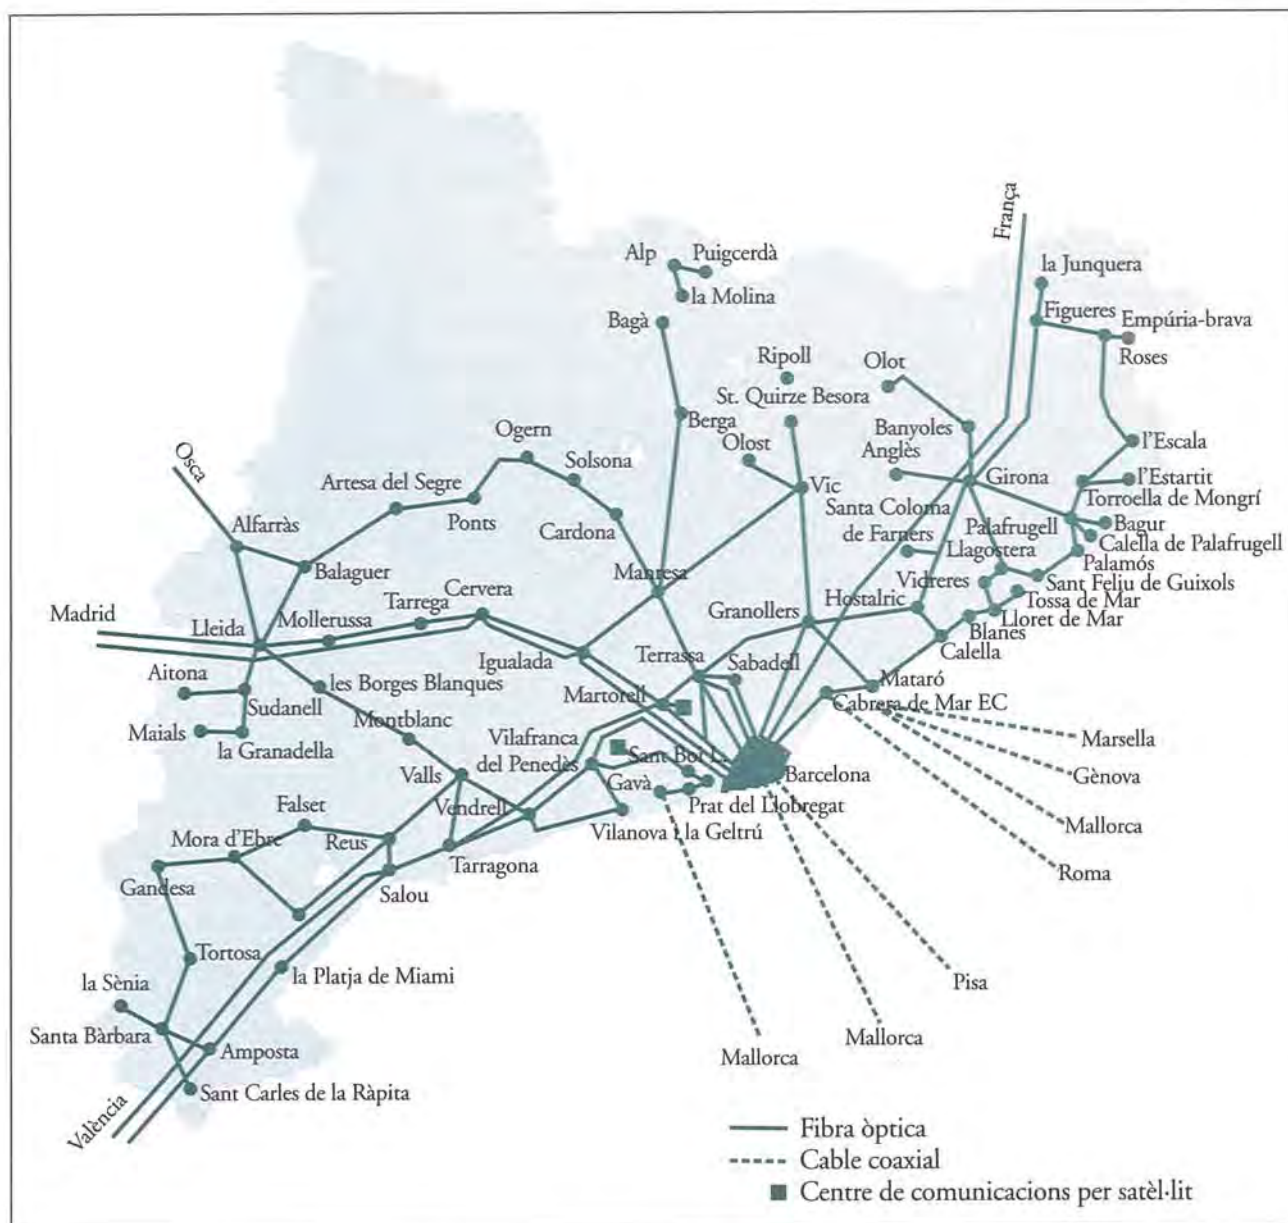 França
Alp
Puigcerdà
la Junquera
la Molina
Bagà
Figueres
Empúria-brava
Ripoll
Olot
Roses
St. Quirze Besora
Berga
Banyoles
Osca
Ogern
Olost
Anglès
l'Escala
Solsona
Artesa del Segre
Vic
Girona
l'Estartit
Ponts
Santa Coloma
de Farners
Torroella de Mongrí
Alfarràs
Cardona
Palafrugell
Bagur
Calella de Palafrugell
Llagostera
Balaguer
Manresa
Palamós
Vidreres
Sant Feliu de Guixols
Madrid
Cervera
Tarrega
Mollerussa
Lleida
Granollers
Hostalric
Tossa de Mar
Lloret de Mar
Blanes
Igualada
Terrassa
Sabadell
Calella
Aitona
les Borges Blanques
Martorell
Mataró
Sudanell
Cabrera de Mar EC
Maials
la Granadella
Montblanc
Vilafranca
del Penedès
Sant Boi L.
Marsella
Valls
Gavà
Barcelona
Gènova
Falset
Vendrell
Prat del Llobregat
Mora d'Ebre
Reus
Vilanova i la Geltrú
Mallorca
Gandesa
Tarragona
Salou
Roma
Tortosa
la Platja de Miami
la Sènia
Pisa
Santa Bàrbara
Amposta
Mallorca
Mallorca
Sant Carles de la Ràpita
València
Fibra òptica
Cable coaxial
Centre de comunicacions per satèl·lit